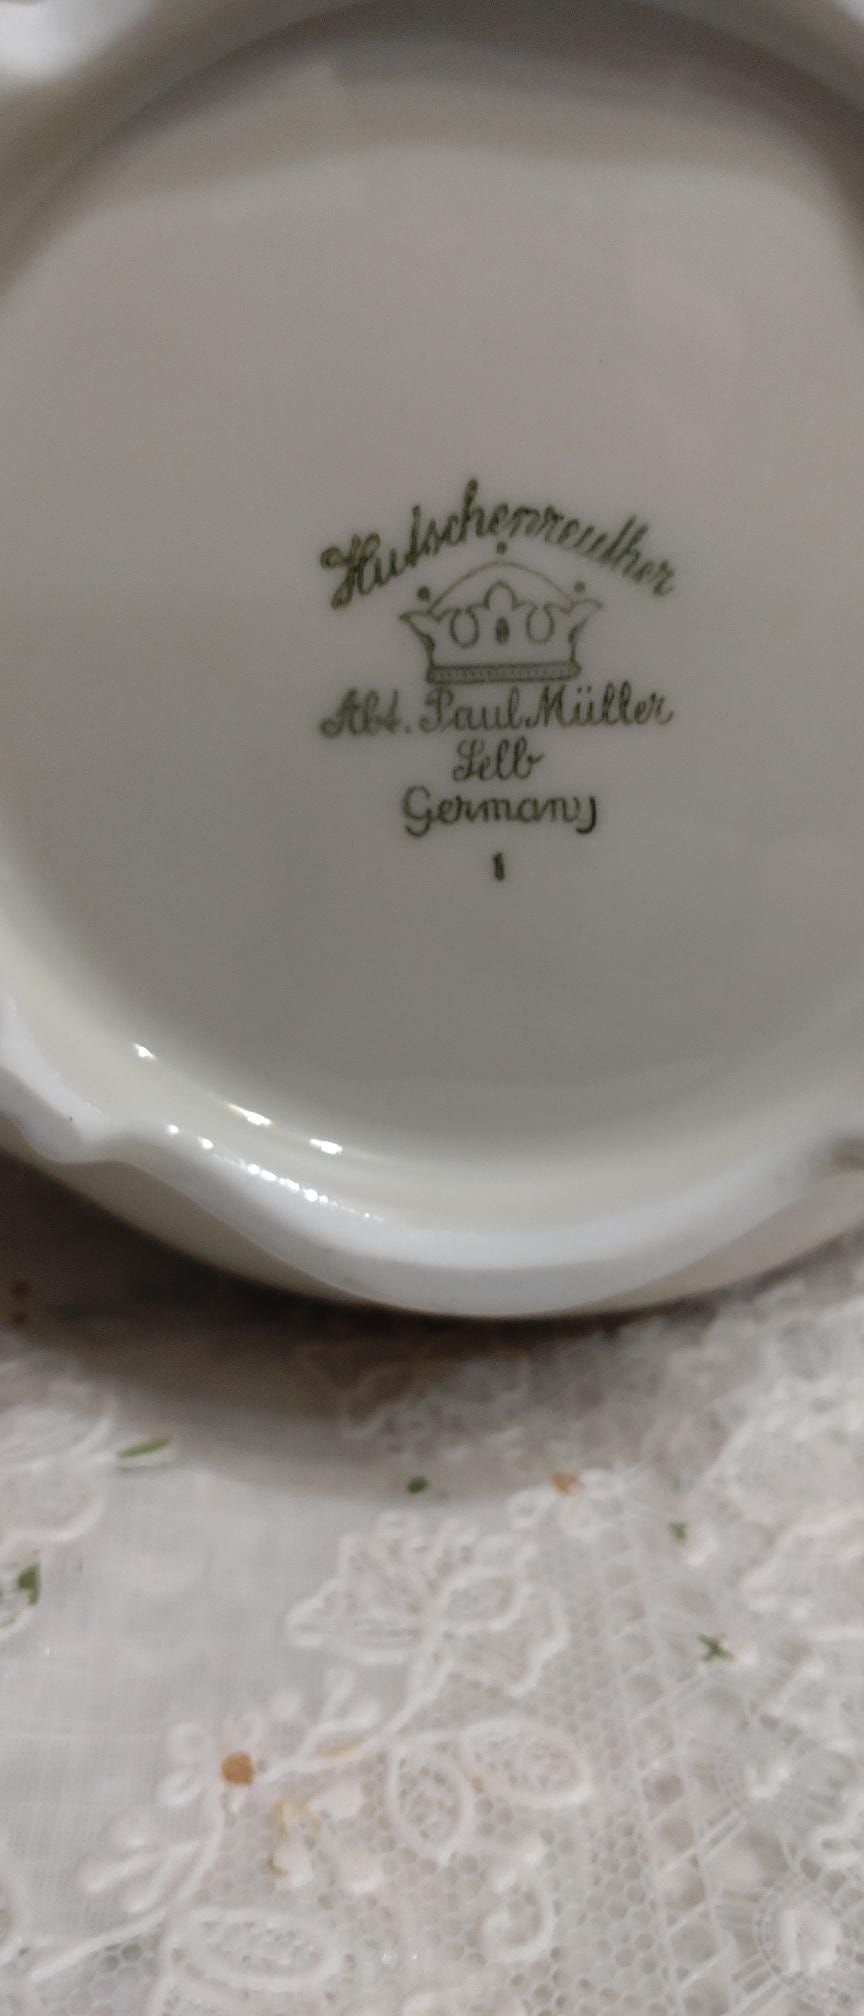 Hutschenreuther
Abt. Paul Müller
Selb
Germany
1